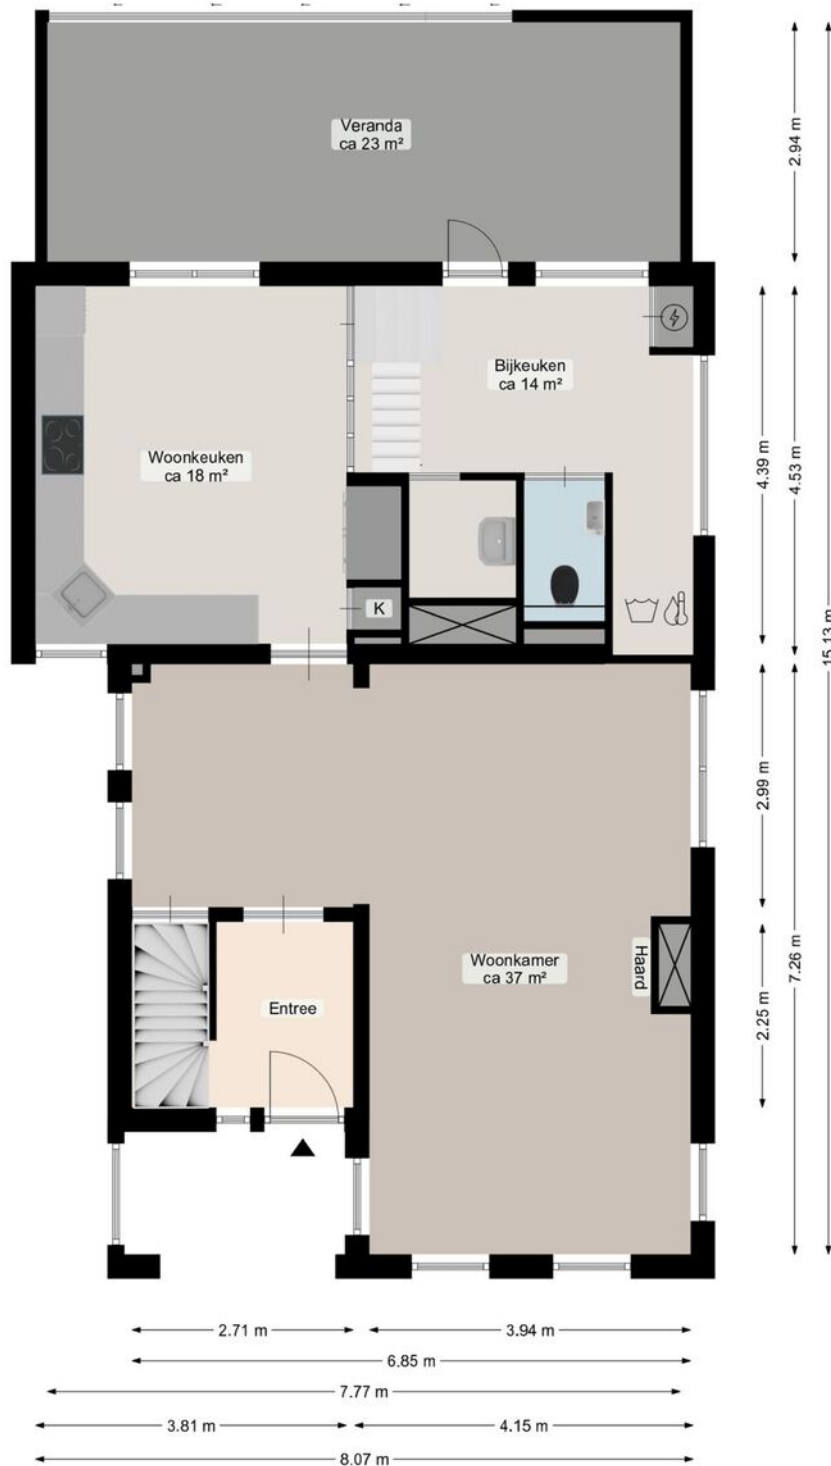 Veranda
ca 23 m²
2.94 m
Bijkeuken
ca 14 m²
Woonkeuken
ca 18 m²
4.39 m
4.53 m
15.13 m
K
2.99 m
7.26 m
Woonkamer
ca 37 m²
Haard
Entree
2.25 m
2.71 m
3.94 m
6.85 m
7.77 m
3.81 m
4.15 m
8.07 m